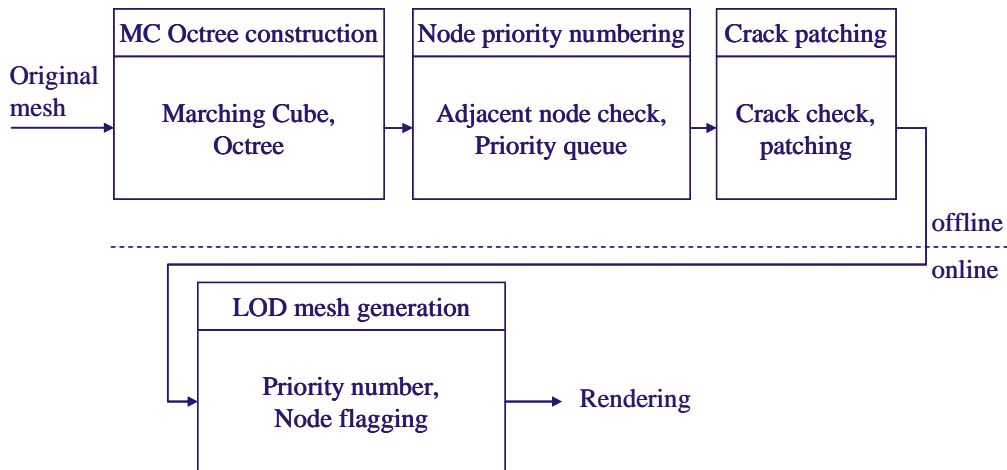 MC Octree construction
Node priority numbering
Crack patching
Original
mesh
Marching Cube,
Octree
Adjacent node check,
Priority queue
Crack check,
patching
offline
online
LOD mesh generation
Priority number,
Node flagging
Rendering